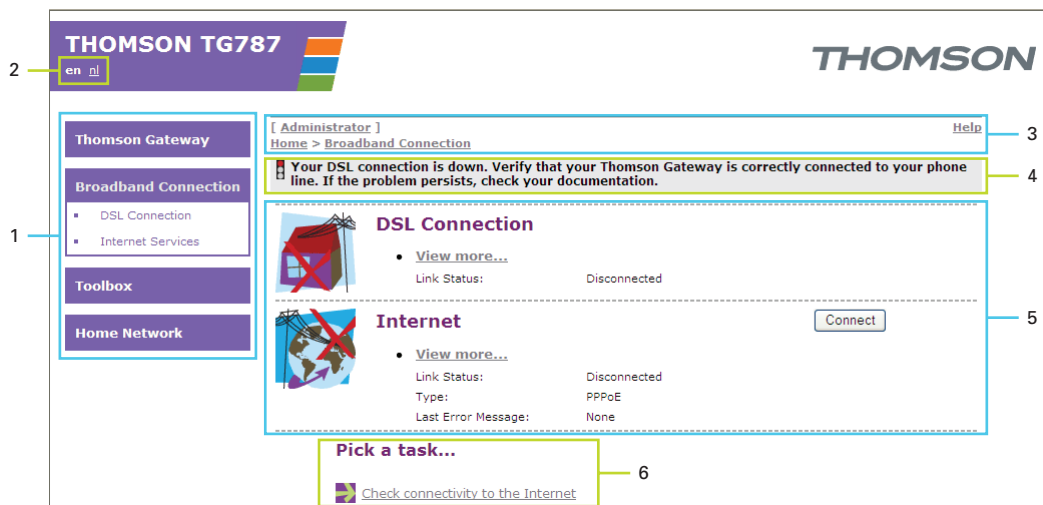 THOMSON TG787
en nl
THOMSON
2
1
Thomson Gateway
Broadband Connection
DSL Connection
Internet Services
Toolbox
Home Network
[ Administrator ]
Help
Home > Broadband Connection
3
Your DSL connection is down. Verify that your Thomson Gateway is correctly connected to your phone
line. If the problem persists, check your documentation.
4
DSL Connection
View more...
Link Status: Disconnected
Internet
Connect
5
View more...
Link Status: Disconnected
Type: PPPoE
Last Error Message: None
Pick a task...
6
Check connectivity to the Internet